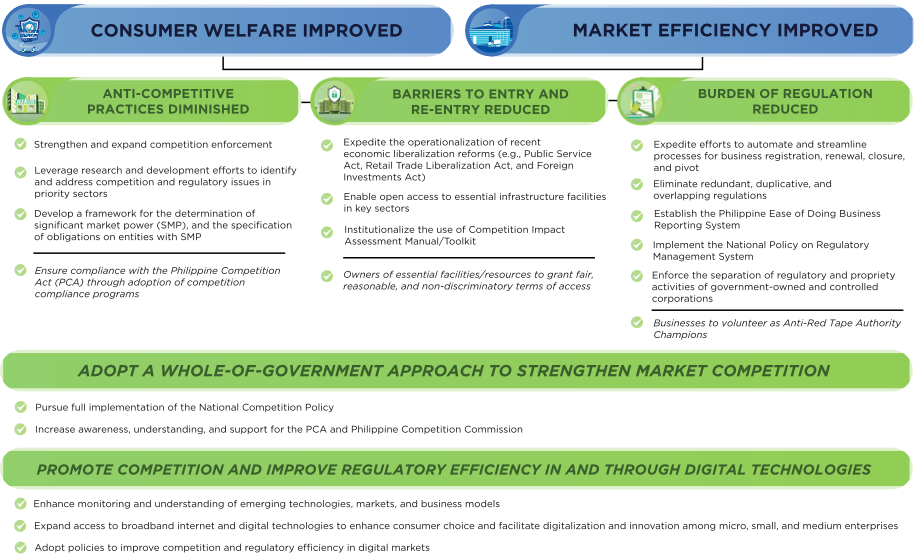 CONSUMER WELFARE IMPROVED
MARKET EFFICIENCY IMPROVED
ANTI-COMPETITIVE
PRACTICES DIMINISHED
Strengthen and expand competition enforcement
Leverage research and development efforts to identify
and address competition and regulatory issues in
priority sectors
Develop a framework for the determination of
significant market power (SMP), and the specification
of obligations on entities with SMP
Ensure compliance with the Philippine Competition
Act (PCA) through adoption of competition
compliance programs
BARRIERS TO ENTRY AND
RE-ENTRY REDUCED
Expedite the operationalization of recent
economic liberalization reforms (e.g., Public Service
Act, Retail Trade Liberalization Act, and Foreign
Investments Act)
Enable open access to essential infrastructure facilities
in key sectors
Institutionalize the use of Competition Impact
Assessment Manual/Toolkit
Owners of essential facilities/resources to grant fair,
reasonable, and non-discriminatory terms of access
BURDEN OF REGULATION
REDUCED
Expedite efforts to automate and streamline
processes for business registration, renewal, closure,
and pivot
Eliminate redundant, duplicative, and
overlapping regulations
Establish the Philippine Ease of Doing Business
Reporting System
Implement the National Policy on Regulatory
Management System
Enforce the separation of regulatory and propriety
activities of government-owned and controlled
corporations
Businesses to volunteer as Anti-Red Tape Authority
Champions
ADOPT A WHOLE-OF-GOVERNMENT APPROACH TO STRENGTHEN MARKET COMPETITION
Pursue full implementation of the National Competition Policy
Increase awareness, understanding, and support for the PCA and Philippine Competition Commission
PROMOTE COMPETITION AND IMPROVE REGULATORY EFFICIENCY IN AND THROUGH DIGITAL TECHNOLOGIES
Enhance monitoring and understanding of emerging technologies, markets, and business models
Expand access to broadband internet and digital technologies to enhance consumer choice and facilitate digitalization and innovation among micro, small, and medium enterprises
Adopt policies to improve competition and regulatory efficiency in digital markets